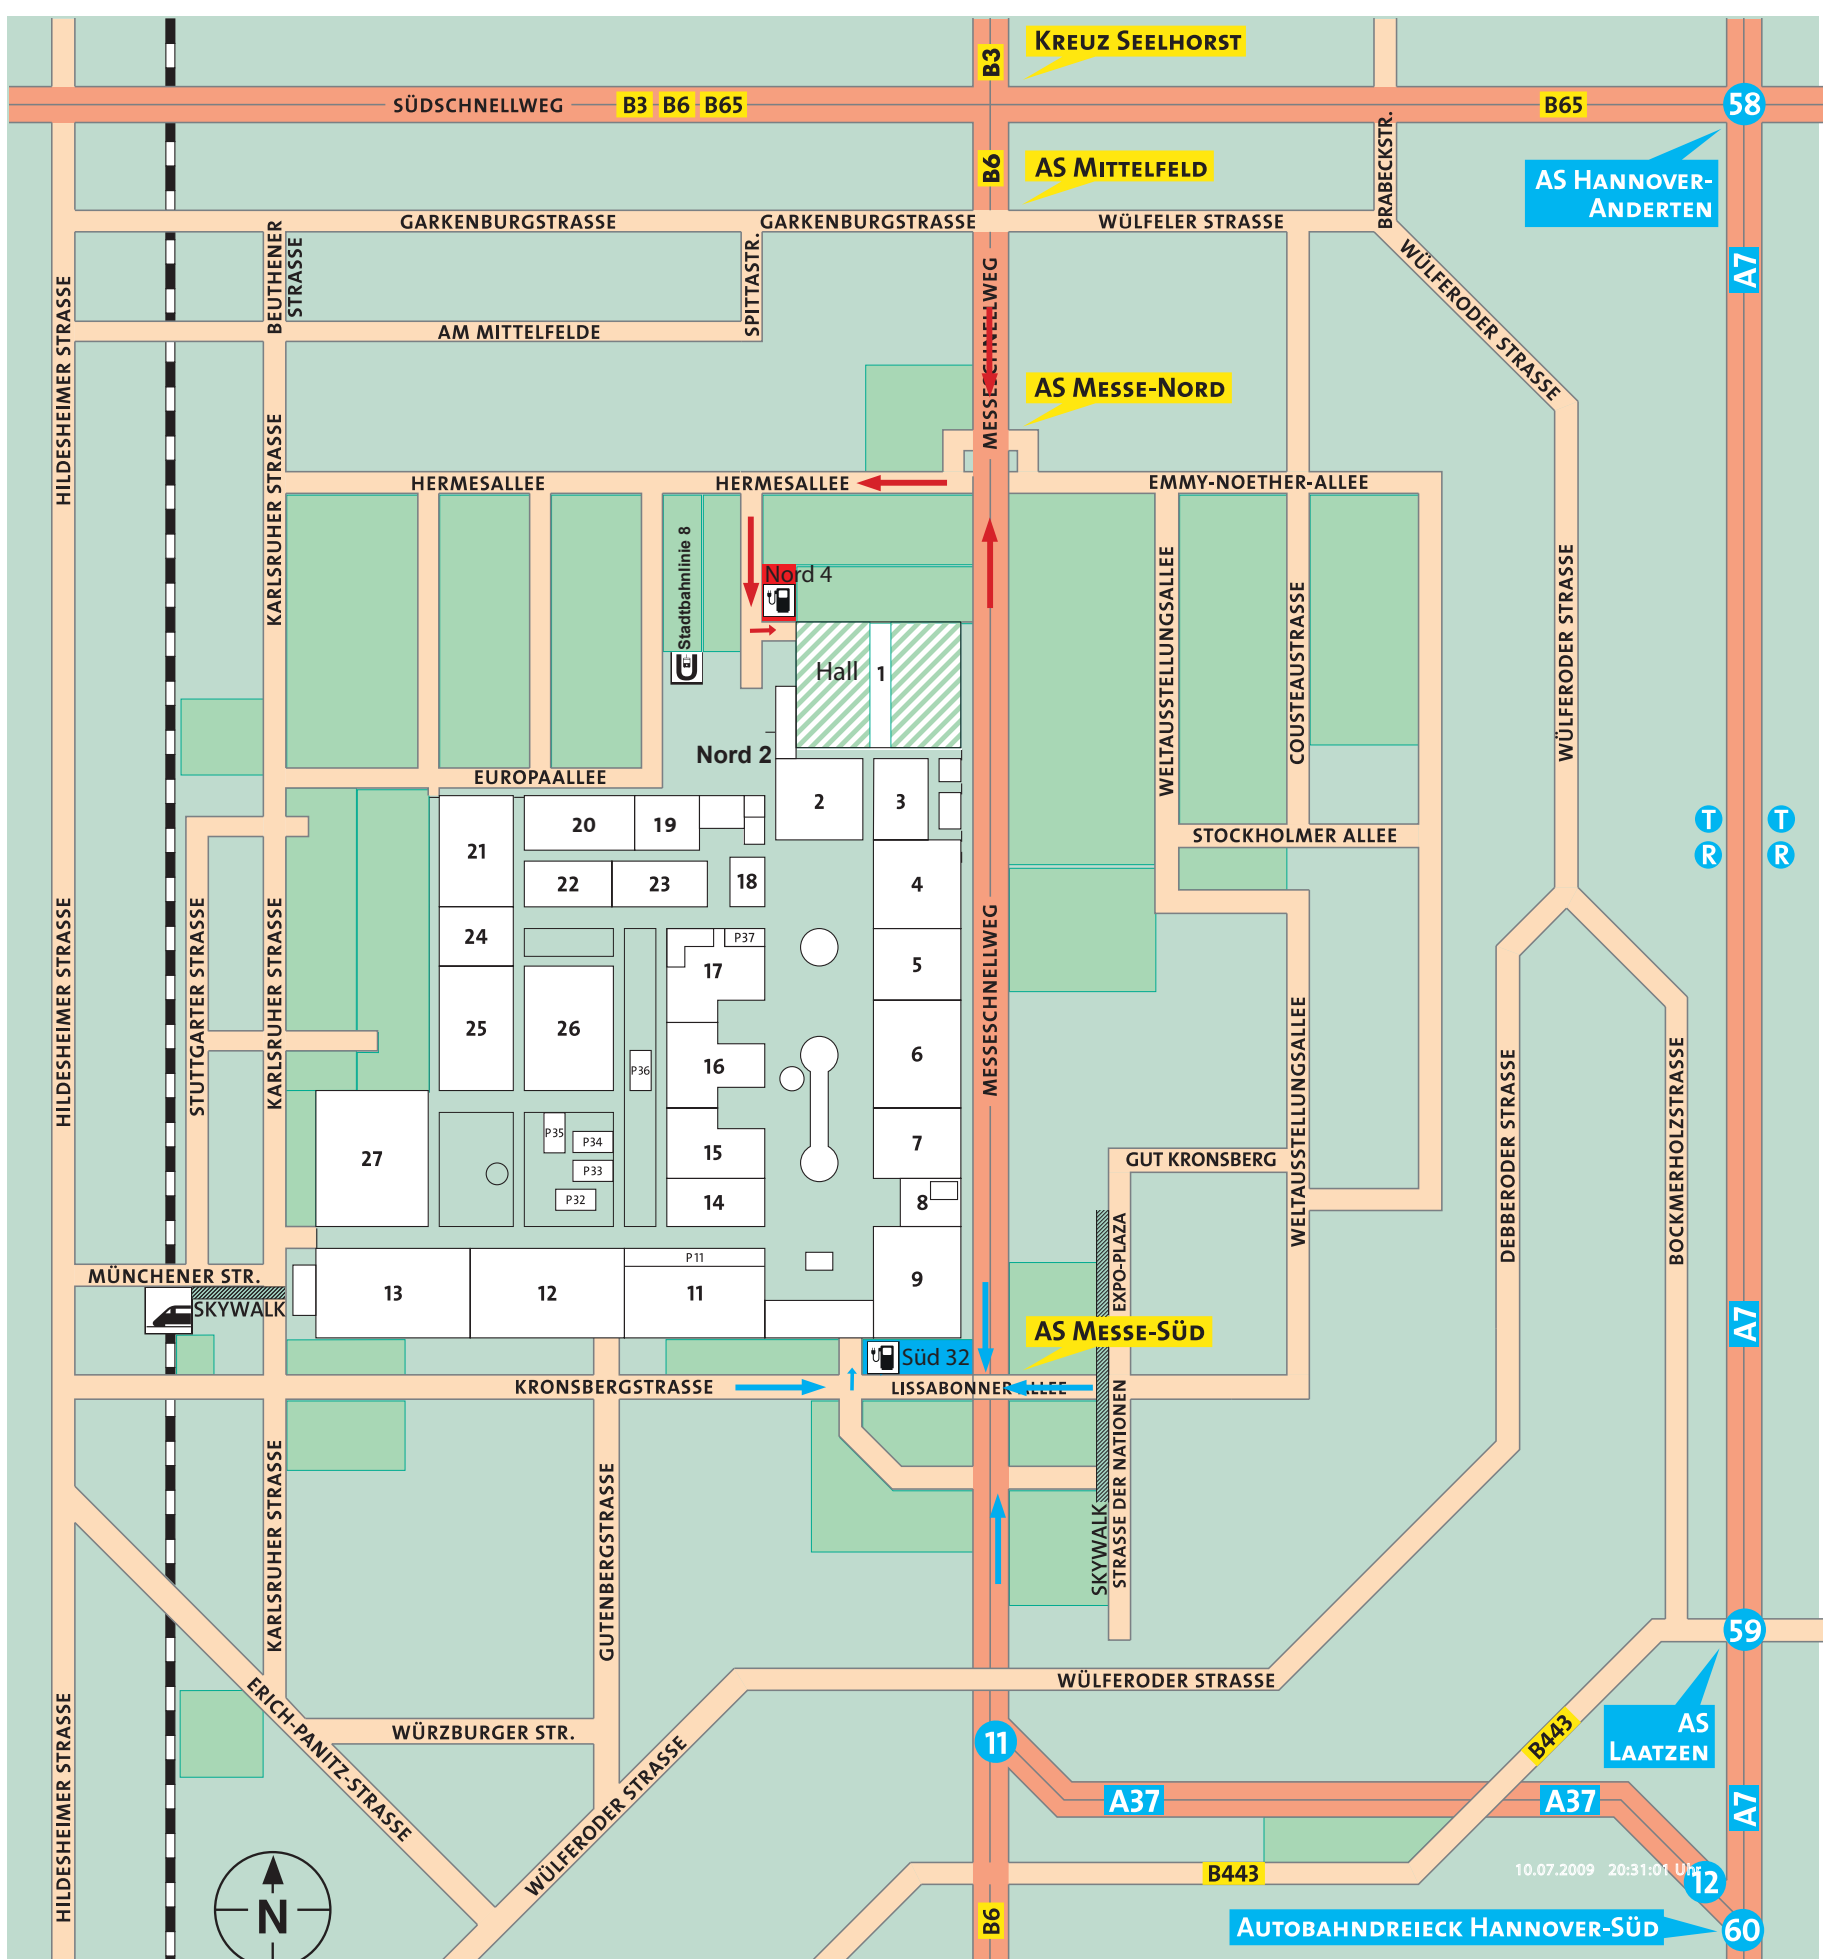 KREUZ SEELHORST
B3
SÜDSCHNELLWEG
B3
B6
B65
B65
58
B6
AS MITTELFELD
BRABECKSTR.
AS HANNOVER-
ANDERTEN
GARKENBURGSTRASSE
GARKENBURGSTRASSE
WÜLFELER STRASSE
BEUTHENER
STRASSE
SPITTASTR.
WÜLFERODER STRASSE
A7
HILDESHEIMER STRASSE
AM MITTELFELDE
MESSESCHNELLWEG
AS MESSE-NORD
KARLSRUHER STRASSE
HERMESALLEE
HERMESALLEE
EMMY-NOETHER-ALLEE
Stadtbahnlinie 8
U
Nord 4
WELTAUSSTELLUNGSALLEE
COUSTEAUSTRASSE
WÜLFERODER STRASSE
Hall
1
Nord 2
EUROPAALLEE
2
3
20
19
21
T
T
STOCKHOLMER ALLEE
R
R
22
23
18
4
24
P37
17
5
HILDESHEIMER STRASSE
STUTTGARTER STRASSE
KARLSRUHER STRASSE
MESSESCHNELLWEG
25
26
6
16
P36
WELTAUSSTELLUNGSALLEE
DEBBERODER STRASSE
BOCKMERHOLZSTRASSE
P35
P34
P33
P32
27
15
7
14
8
GUT KRONSBERG
EXPO-PLAZA
P11
MÜNCHENER STR.
SKYWALK
13
12
11
9
AS MESSE-SÜD
A7
Süd 32
KRONSBERGSTRASSE
LISSABONNER ALLEE
KARLSRUHER STRASSE
GUTENBERGSTRASSE
SKYWALK
STRASSE DER NATIONEN
59
WÜLFERODER STRASSE
HILDESHEIMER STRASSE
ERICH-PANITZ-STRASSE
WÜRZBURGER STR.
WÜLFERODER STRASSE
11
B443
AS
LAATZEN
A37
A37
A7
B443
10.07.2009 20:31:01 Uhr
12
N
B6
AUTOBAHNDREIECK HANNOVER-SÜD
60